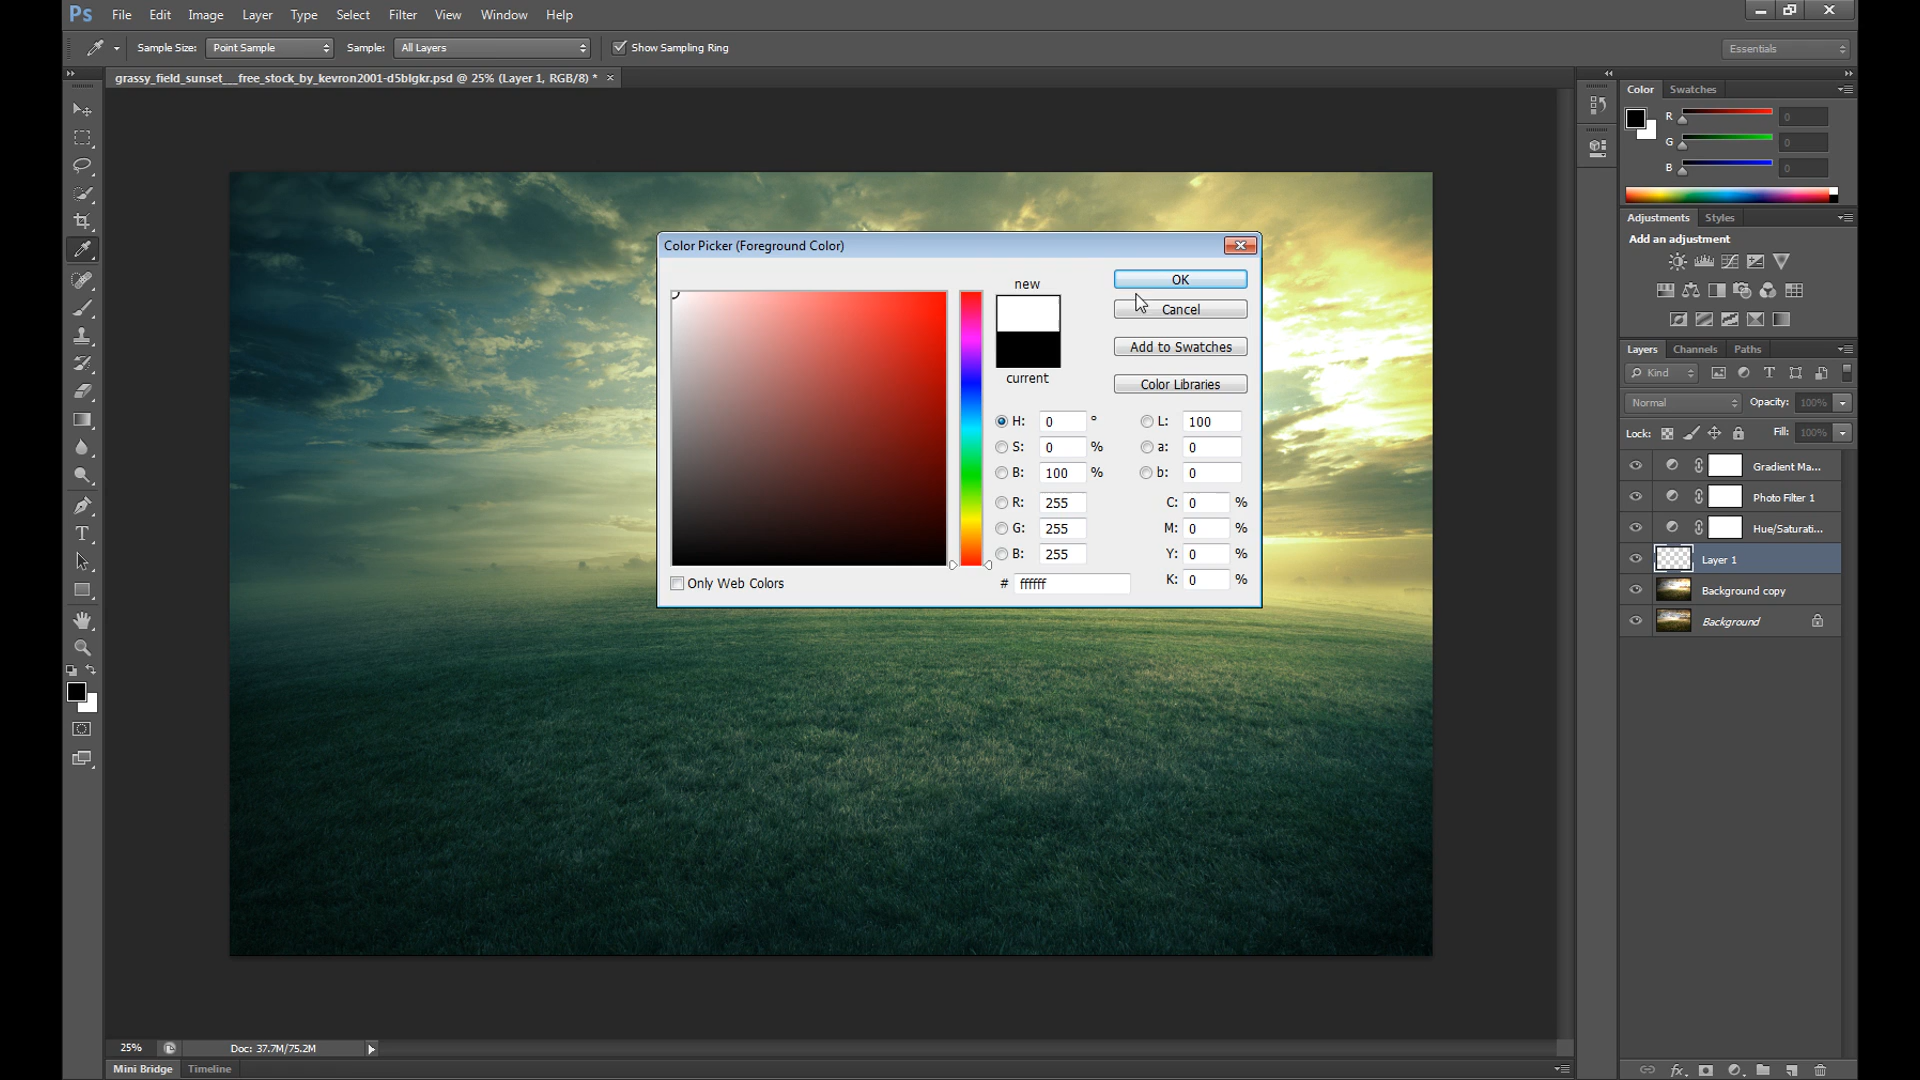 Ps File Edit Image Layer Type Select Filter View Window Help
Sample Size: Point Sample Sample: All Layers Show Sampling Ring Essentials
grassy_field_sunset___free_stock_by_kevron2001-d5blgkr.psd @ 25% (Layer 1, RGB/8) * ×
Color Swatches
R 0
G 0
B 0
Adjustments Styles
Add an adjustment
Layers Channels Paths
Kind
Normal Opacity: 100%
Lock: Fill: 100%
Gradient Ma...
Photo Filter 1
Hue/Saturati...
Layer 1
Background copy
Background
Color Picker (Foreground Color)
new
current
OK
Cancel
Add to Swatches
Color Libraries
H: 0 ° L: 100
S: 0 % a: 0
B: 100 % b: 0
R: 255 C: 0 %
G: 255 M: 0 %
B: 255 Y: 0 %
# ffffff K: 0 %
Only Web Colors
25% Doc: 37.7M/75.2M
Mini Bridge Timeline